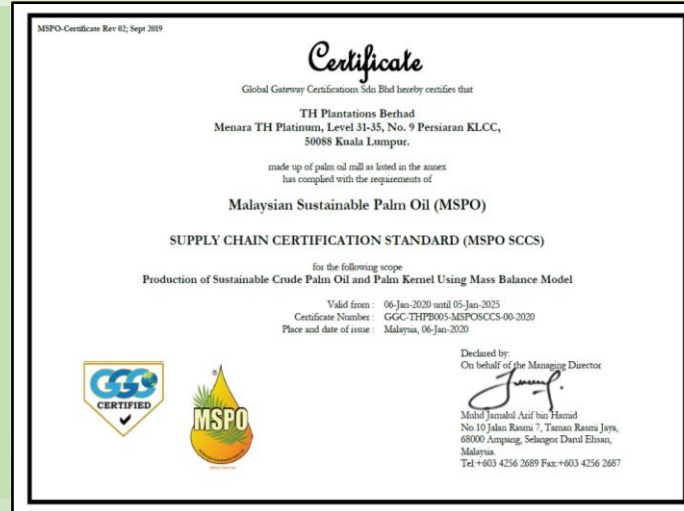 MSPO-Certificate Rev 02; Sept 2019
Certificate
Global Gateway Certifications Sdn Bhd hereby certifies that
TH Plantations Berhad
Menara TH Platinum, Level 31-35, No. 9 Persiaran KLCC,
50088 Kuala Lumpur.
made up of palm oil mill as listed in the annex
has complied with the requirements of
Malaysian Sustainable Palm Oil (MSPO)
SUPPLY CHAIN CERTIFICATION STANDARD (MSPO SCCS)
for the following scope
Production of Sustainable Crude Palm Oil and Palm Kernel Using Mass Balance Model
Valid from : 06-Jan-2020 until 05-Jan-2025
Certificate Number : GGC-THPB005-MSPOSCCS-00-2020
Place and date of issue : Malaysia, 06-Jan-2020
Declared by:
On behalf of the Managing Director
Muhd Jamalul Arif bin Hamid
No.10 Jalan Rasmi 7, Taman Rasmi Jaya,
68000 Ampang, Selangor Darul Ehsan,
Malaysia.
Tel:+603 4256 2689 Fax:+603 4256 2687
GGC
CERTIFIED
MSPO